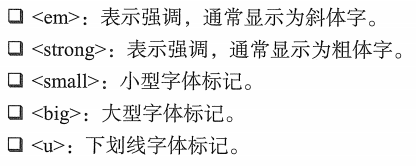 ❑ <em>：表示强调，通常显示为斜体字。
❑ <strong>：表示强调，通常显示为粗体字。
❑ <small>：小型字体标记。
❑ <big>：大型字体标记。
❑ <u>：下划线字体标记。